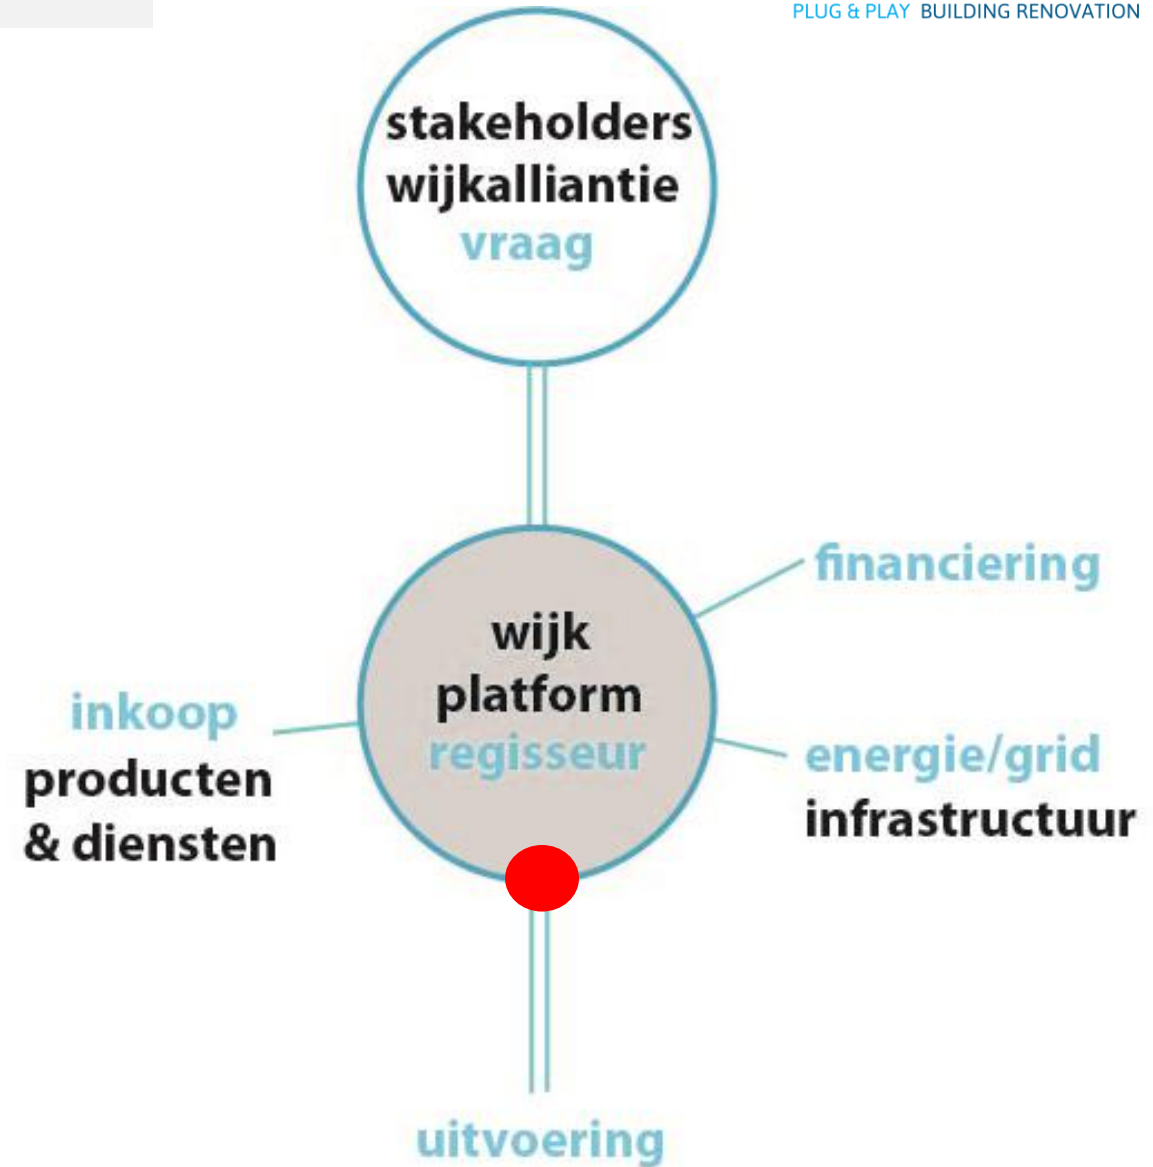 PLUG & PLAY BUILDING RENOVATION
stakeholders
wijkalliantie
vraag
financiering
wijk
platform
regisseur
inkoop
producten
& diensten
energie/grid
infrastructuur
uitvoering